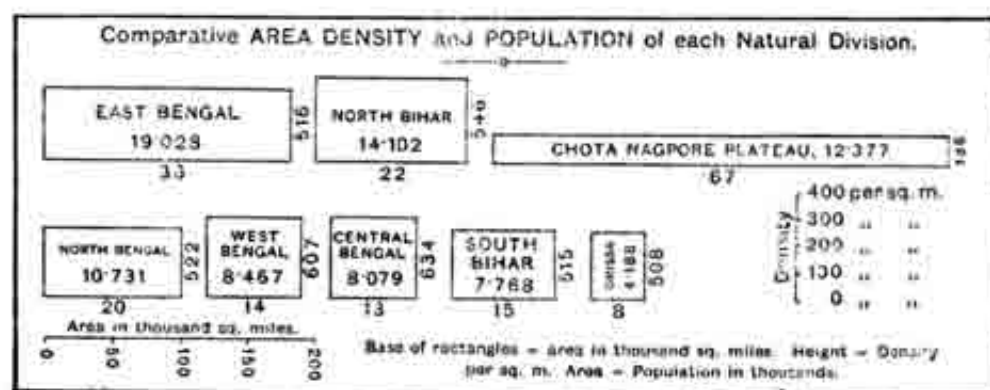 Comparative AREA DENSITY and POPULATION of each Natural Division.
EAST BENGAL
19·028
516
33
NORTH BIHAR
14·102
22
CHOTA NAGPORE PLATEAU, 12·377
67
400 per sq. m.
300 " "
200 " "
100 " "
0 " "
Density
NORTH BENGAL
10·731
522
20
WEST
BENGAL
8·467
607
14
CENTRAL
BENGAL
8·079
634
13
SOUTH
BIHAR
7·768
515
15
ORISSA
4·188
508
8
Area in thousand sq. miles.
0 50 100 150 200
Base of rectangles = area in thousand sq. miles. Height = Density
per sq. m. Area = Population in thousands.